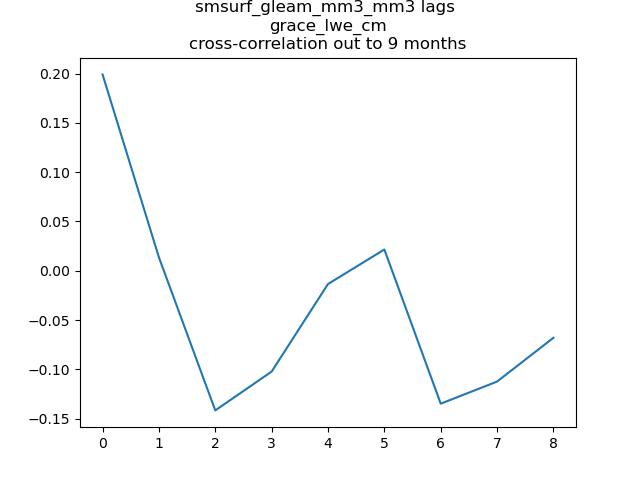 smsurf_gleam_mm3_mm3 lags
grace_lwe_cm
cross-correlation out to 9 months
0.20
0.15
0.10
0.05
0.00
−0.05
−0.10
−0.15
0 1 2 3 4 5 6 7 8